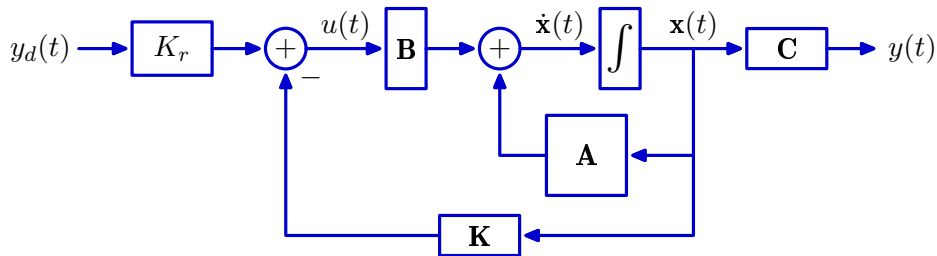 y_d(t) K_r + u(t) B + ẋ(t) ∫ x(t) C y(t)
−
A
K